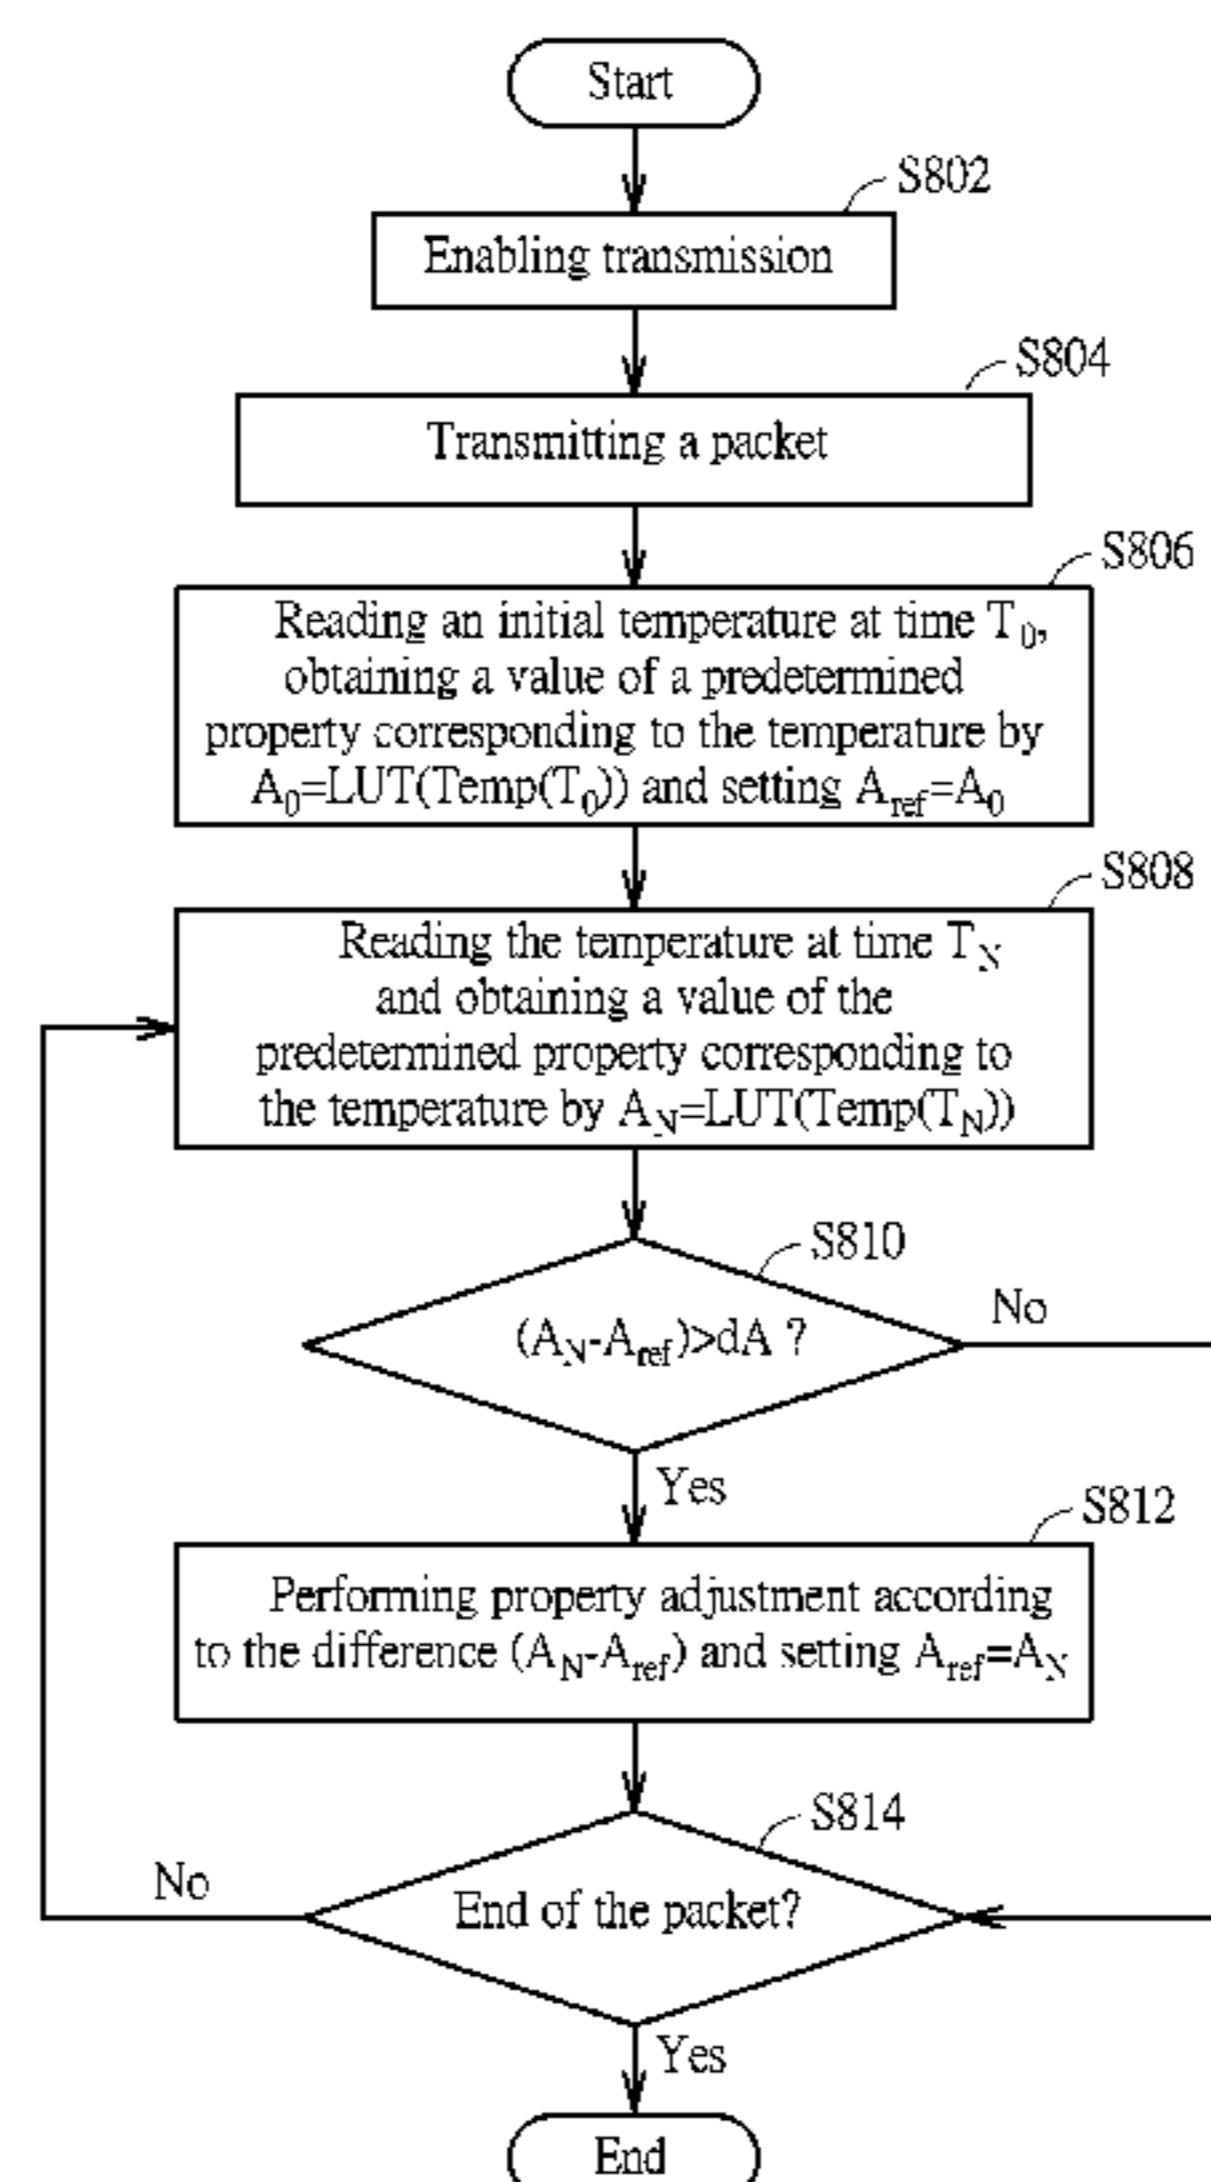 Start
S802
Enabling transmission
S804
Transmitting a packet
S806
Reading an initial temperature at time T0,
obtaining a value of a predetermined
property corresponding to the temperature by
A0=LUT(Temp(T0)) and setting Aref=A0
S808
Reading the temperature at time TN
and obtaining a value of the
predetermined property corresponding to
the temperature by AN=LUT(Temp(TN))
S810
(AN-Aref)>dA ?
No
Yes
S812
Performing property adjustment according
to the difference (AN-Aref) and setting Aref=AN
S814
No
End of the packet?
Yes
End